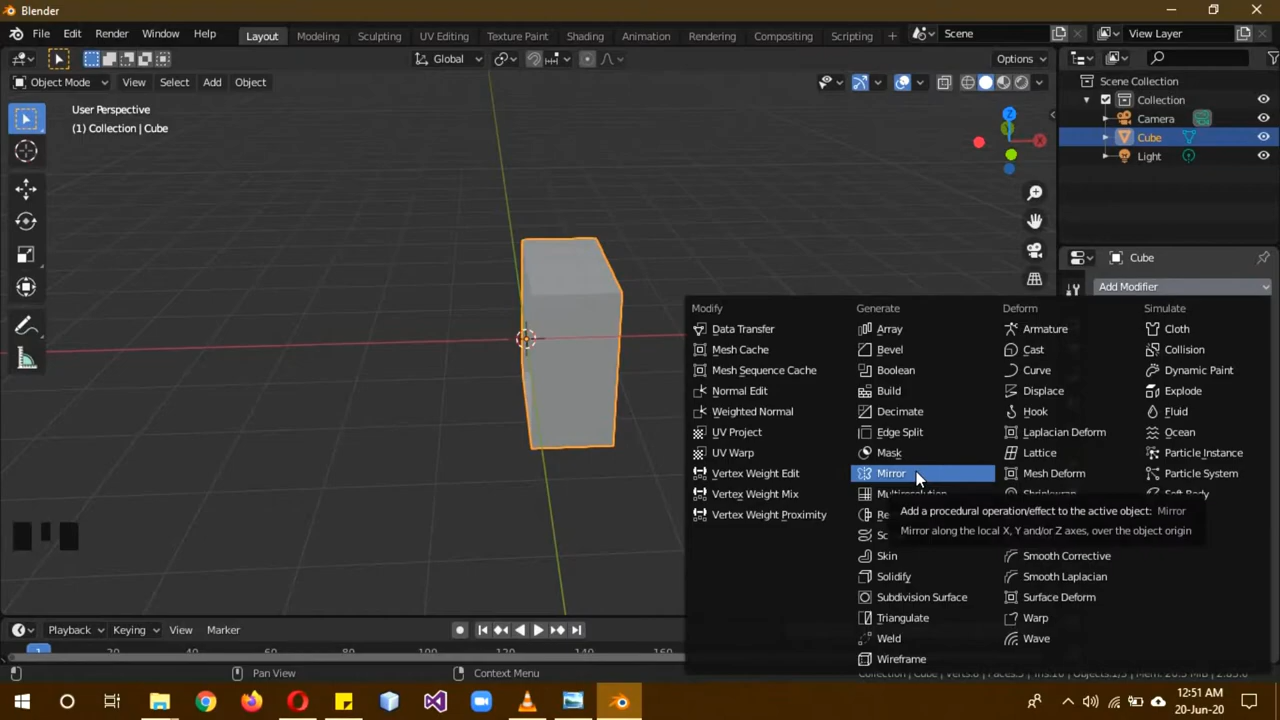 Blender
File Edit Render Window Help Layout Modeling Sculpting UV Editing Texture Paint Shading Animation Rendering Compositing Scripting Scene View Layer
Global Options
Object Mode View Select Add Object
User Perspective
(1) Collection | Cube
Scene Collection
Collection
Camera
Cube
Light
Z
X
Cube
Add Modifier
Modify Generate Deform Simulate
Data Transfer Array Armature Cloth
Mesh Cache Bevel Cast Collision
Mesh Sequence Cache Boolean Curve Dynamic Paint
Normal Edit Build Displace Explode
Weighted Normal Decimate Hook Fluid
UV Project Edge Split Laplacian Deform Ocean
UV Warp Mask Lattice Particle Instance
Vertex Weight Edit Mirror Mesh Deform Particle System
Vertex Weight Mix
Vertex Weight Proximity
Add a procedural operation/effect to the active object: Mirror
Mirror along the local X, Y and/or Z axes, over the object origin
Skin Smooth Corrective
Solidify Smooth Laplacian
Subdivision Surface Surface Deform
Triangulate Warp
Weld Wave
Wireframe
Playback Keying View Marker
1 160
Pan View Context Menu
12:51 AM
20-Jun-20